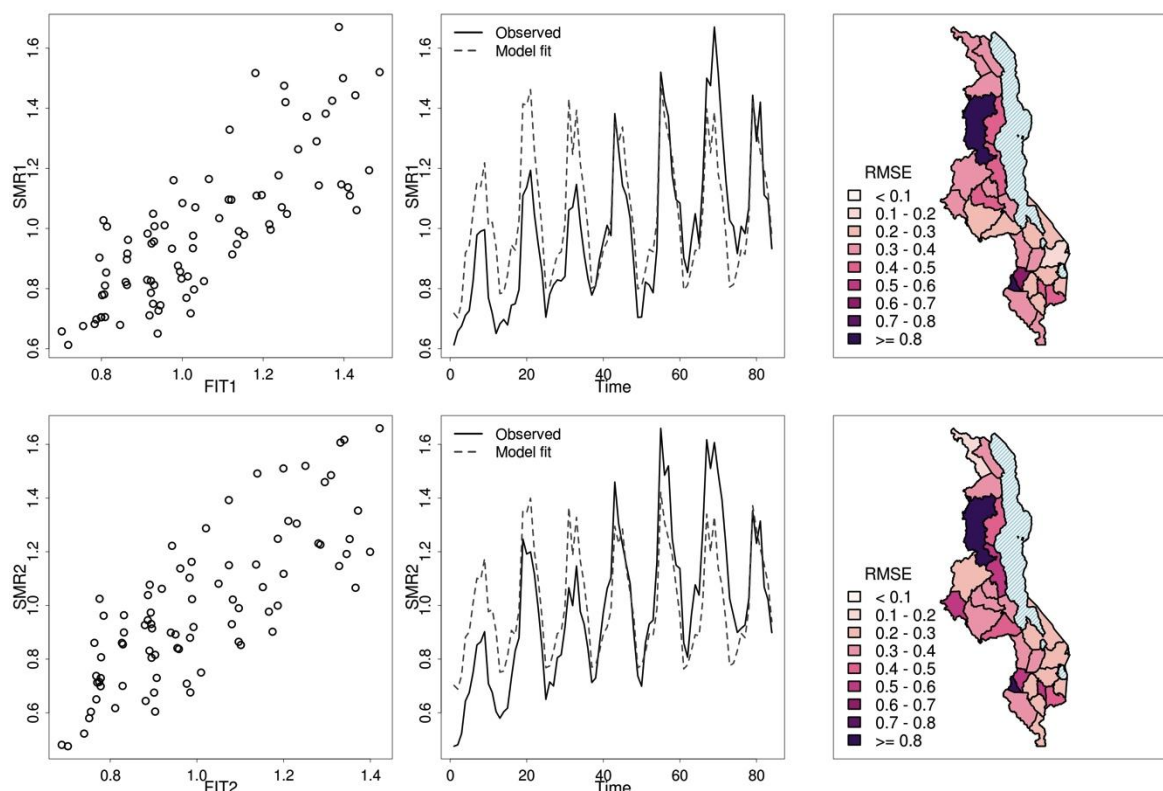 SMR1
0.6 0.8 1.0 1.2 1.4 1.6
0.8 1.0 1.2 1.4
FIT1
SMR1
0.6 0.8 1.0 1.2 1.4 1.6
Observed
Model fit
0 20 40 60 80
Time
RMSE
< 0.1
0.1 - 0.2
0.2 - 0.3
0.3 - 0.4
0.4 - 0.5
0.5 - 0.6
0.6 - 0.7
0.7 - 0.8
>= 0.8
SMR2
0.6 0.8 1.0 1.2 1.4 1.6
0.8 1.0 1.2 1.4
FIT2
SMR2
0.6 0.8 1.0 1.2 1.4 1.6
Observed
Model fit
0 20 40 60 80
Time
RMSE
< 0.1
0.1 - 0.2
0.2 - 0.3
0.3 - 0.4
0.4 - 0.5
0.5 - 0.6
0.6 - 0.7
0.7 - 0.8
>= 0.8